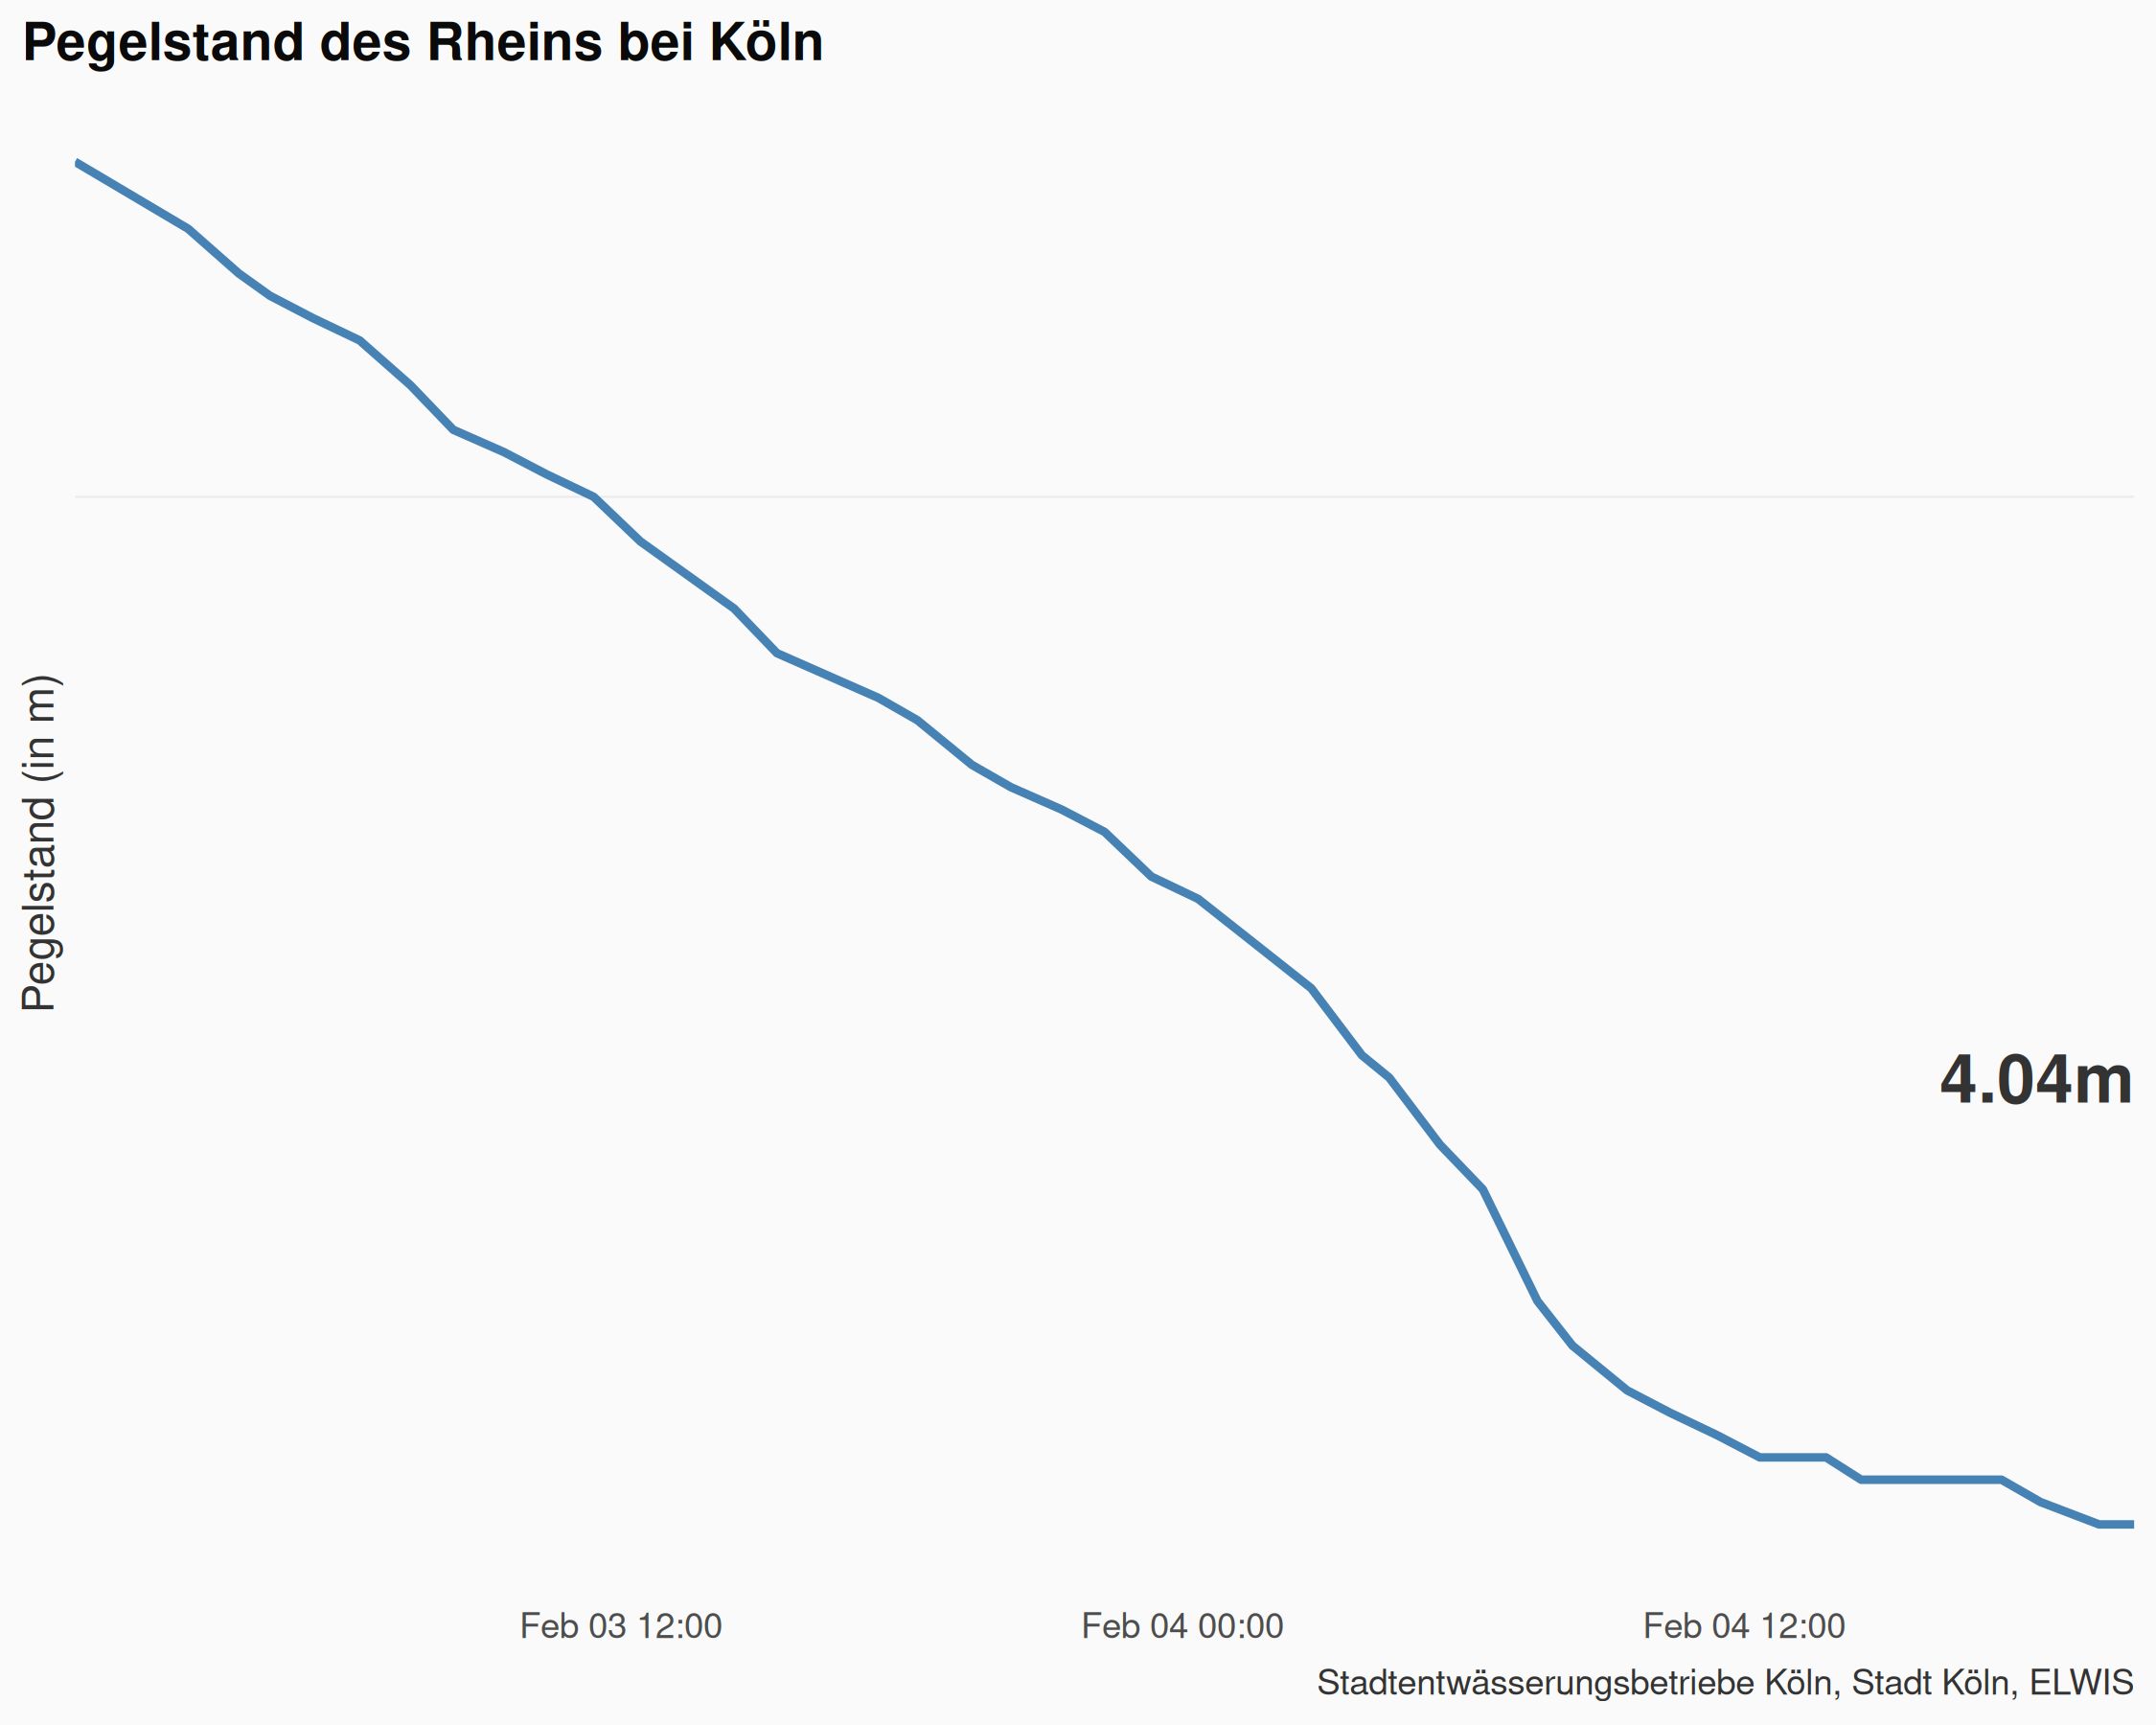 Pegelstand des Rheins bei Köln
Pegelstand (in m)
4.04m
Feb 03 12:00
Feb 04 00:00
Feb 04 12:00
Stadtentwässerungsbetriebe Köln, Stadt Köln, ELWIS